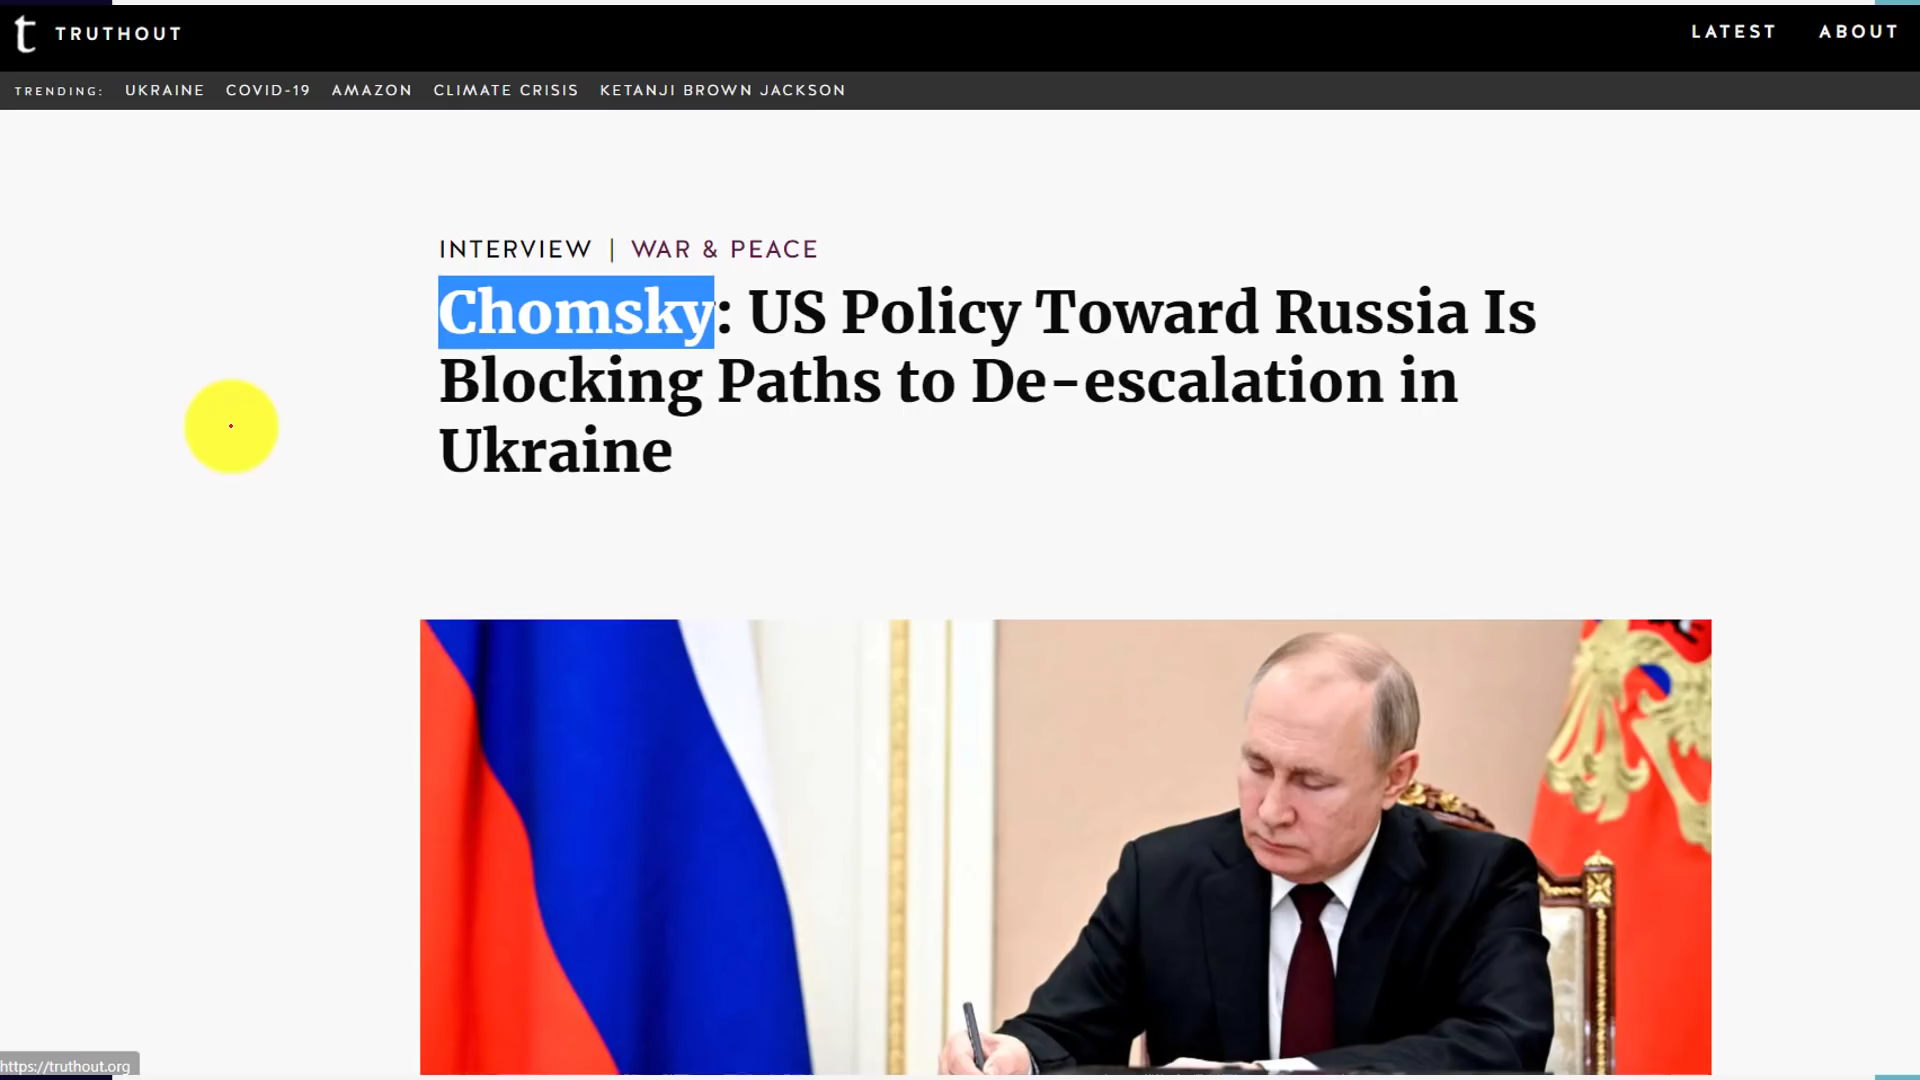 t TRUTHOUT
LATEST ABOUT
TRENDING: UKRAINE COVID-19 AMAZON CLIMATE CRISIS KETANJI BROWN JACKSON
INTERVIEW | WAR & PEACE
Chomsky: US Policy Toward Russia Is
Blocking Paths to De-escalation in
Ukraine
https://truthout.org